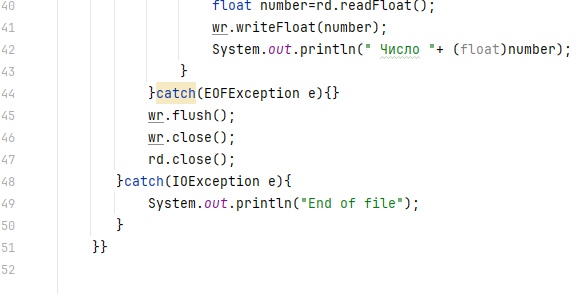 40 float number=rd.readFloat();
41 wr.writeFloat(number);
42 System.out.println(" Число "+ (float)number);
43 }
44 }catch(EOFException e){}
45 wr.flush();
46 wr.close();
47 rd.close();
48 }catch(IOException e){
49 System.out.println("End of file");
50 }
51 }}
52